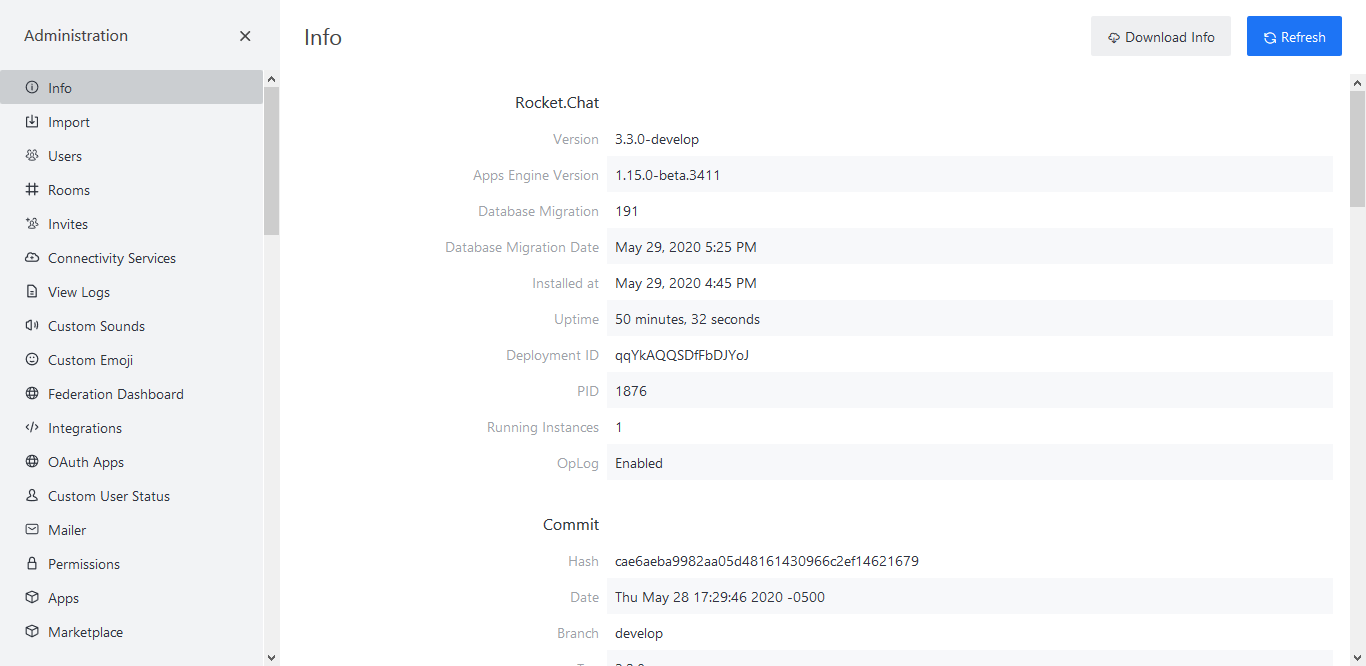 Administration
Info
Import
Users
Rooms
Invites
Connectivity Services
View Logs
Custom Sounds
Custom Emoji
Federation Dashboard
Integrations
OAuth Apps
Custom User Status
Mailer
Permissions
Apps
Marketplace
Info
Download Info
Refresh
Rocket.Chat
Version 3.3.0-develop
Apps Engine Version 1.15.0-beta.3411
Database Migration 191
Database Migration Date May 29, 2020 5:25 PM
Installed at May 29, 2020 4:45 PM
Uptime 50 minutes, 32 seconds
Deployment ID qqYkAQQSDfFbDJYoJ
PID 1876
Running Instances 1
OpLog Enabled
Commit
Hash cae6aeba9982aa05d48161430966c2ef14621679
Date Thu May 28 17:29:46 2020 -0500
Branch develop